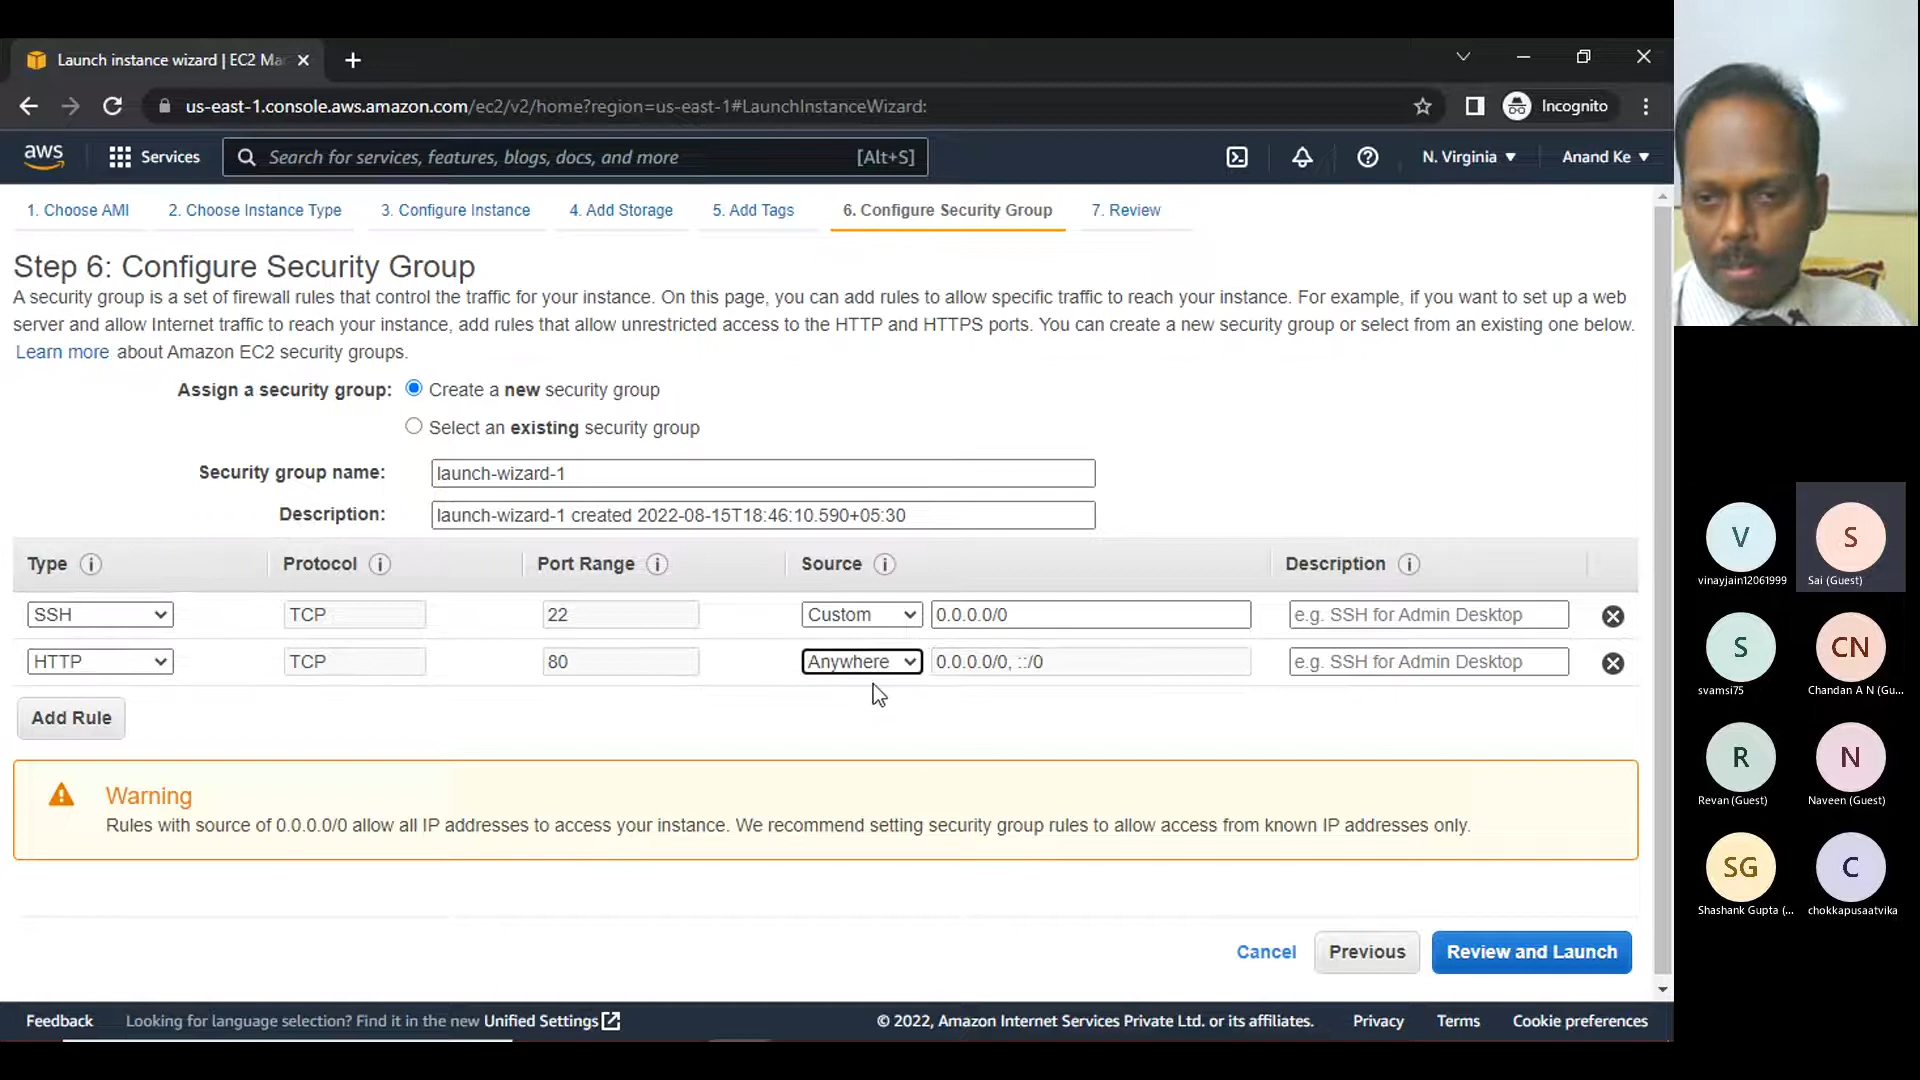 Launch instance wizard | EC2 Ma
us-east-1.console.aws.amazon.com/ec2/v2/home?region=us-east-1#LaunchInstanceWizard:
Incognito
aws
Services
Search for services, features, blogs, docs, and more
[Alt+S]
N. Virginia
Anand Ke
1. Choose AMI
2. Choose Instance Type
3. Configure Instance
4. Add Storage
5. Add Tags
6. Configure Security Group
7. Review
Step 6: Configure Security Group
A security group is a set of firewall rules that control the traffic for your instance. On this page, you can add rules to allow specific traffic to reach your instance. For example, if you want to set up a web
server and allow Internet traffic to reach your instance, add rules that allow unrestricted access to the HTTP and HTTPS ports. You can create a new security group or select from an existing one below.
Learn more about Amazon EC2 security groups.
Assign a security group:
Create a new security group
Select an existing security group
Security group name:
launch-wizard-1
Description:
launch-wizard-1 created 2022-08-15T18:46:10.590+05:30
Type
Protocol
Port Range
Source
Description
SSH
TCP
22
Custom
0.0.0.0/0
e.g. SSH for Admin Desktop
HTTP
TCP
80
Anywhere
0.0.0.0/0, ::/0
e.g. SSH for Admin Desktop
Add Rule
Warning
Rules with source of 0.0.0.0/0 allow all IP addresses to access your instance. We recommend setting security group rules to allow access from known IP addresses only.
Cancel
Previous
Review and Launch
Feedback
Looking for language selection? Find it in the new Unified Settings
© 2022, Amazon Internet Services Private Ltd. or its affiliates.
Privacy
Terms
Cookie preferences
V
vinayjain12061999
S
Sai (Guest)
S
svamsi75
CN
Chandan A N (Gu...
R
Revan (Guest)
N
Naveen (Guest)
SG
Shashank Gupta (...
C
chokkapusaatvika